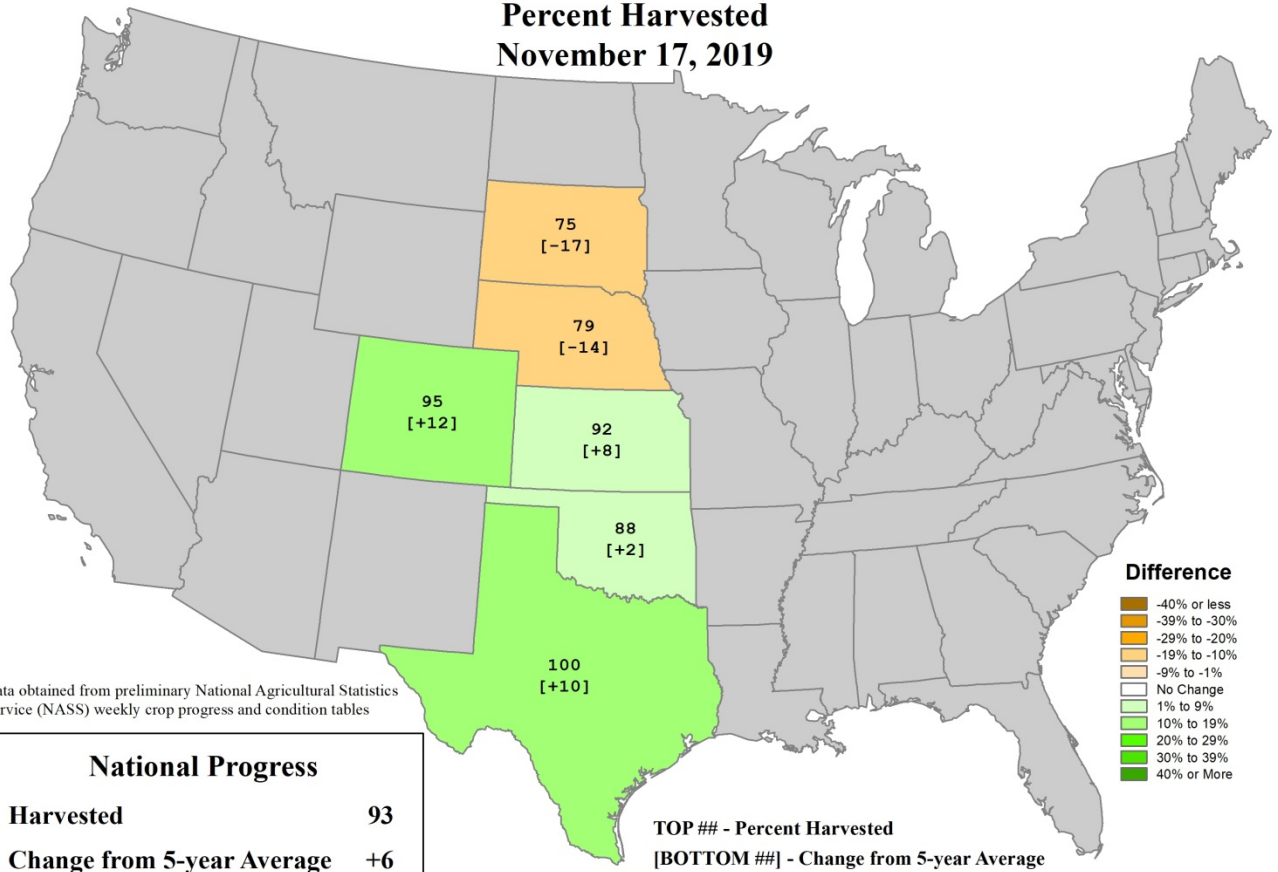 Percent Harvested
November 17, 2019
75
[-17]
79
[-14]
95
[+12]
92
[+8]
88
[+2]
100
[+10]
Difference
-40% or less
-39% to -30%
-29% to -20%
-19% to -10%
-9% to -1%
No Change
1% to 9%
10% to 19%
20% to 29%
30% to 39%
40% or More
ata obtained from preliminary National Agricultural Statistics
rvice (NASS) weekly crop progress and condition tables
National Progress
Harvested 93
Change from 5-year Average +6
TOP ## - Percent Harvested
[BOTTOM ##] - Change from 5-year Average